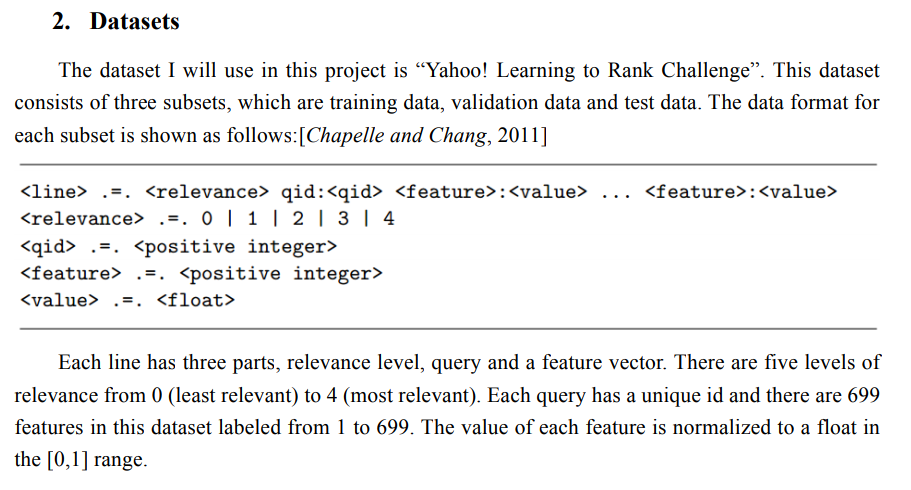 2. Datasets
The dataset I will use in this project is “Yahoo! Learning to Rank Challenge”. This dataset
consists of three subsets, which are training data, validation data and test data. The data format for
each subset is shown as follows:[Chapelle and Chang, 2011]
<line> .=. <relevance> qid:<qid> <feature>:<value> ... <feature>:<value>
<relevance> .=. 0 | 1 | 2 | 3 | 4
<qid> .=. <positive integer>
<feature> .=. <positive integer>
<value> .=. <float>
Each line has three parts, relevance level, query and a feature vector. There are five levels of
relevance from 0 (least relevant) to 4 (most relevant). Each query has a unique id and there are 699
features in this dataset labeled from 1 to 699. The value of each feature is normalized to a float in
the [0,1] range.